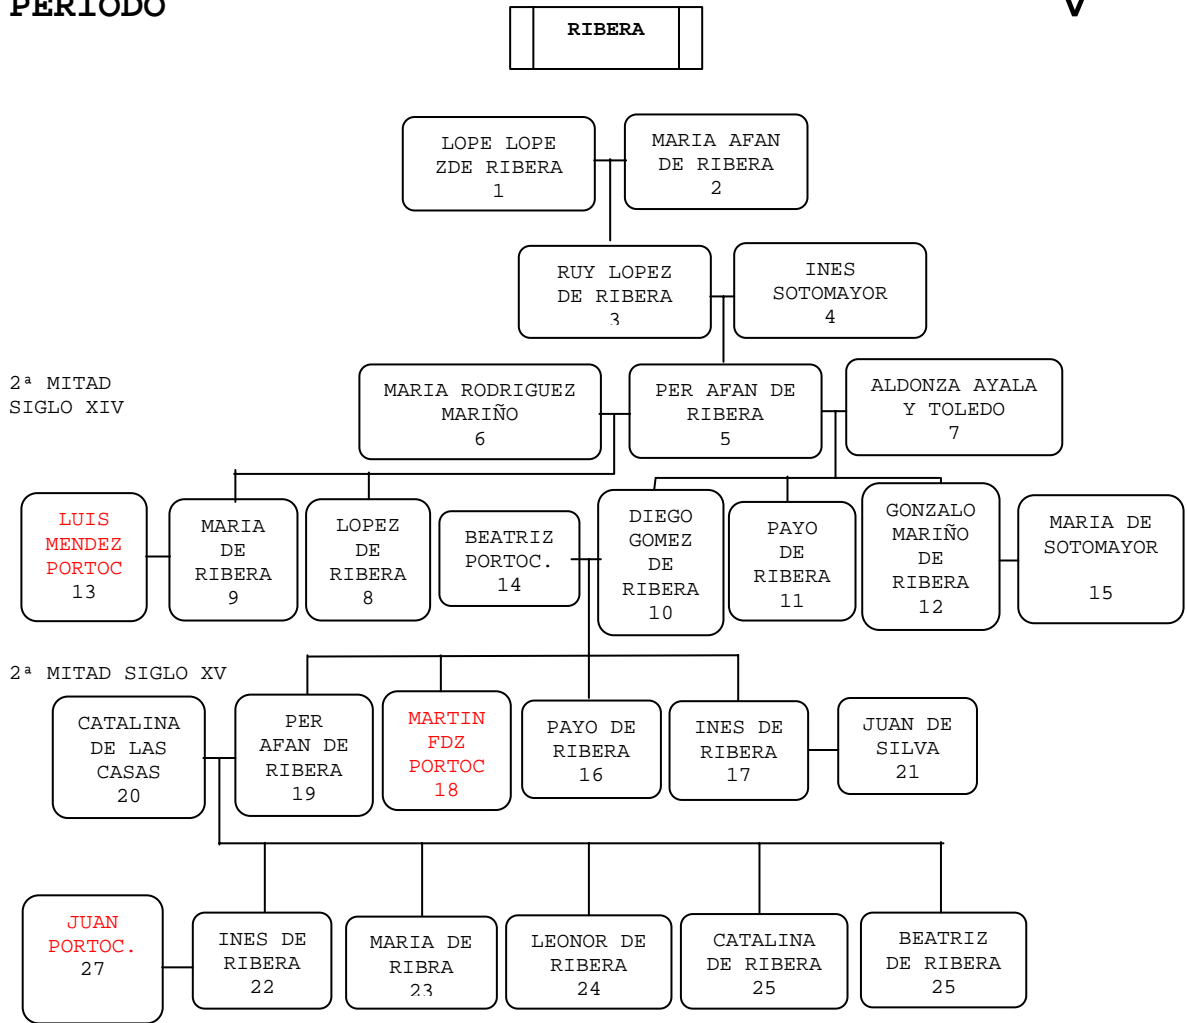 PERIODO V
RIBERA
LOPE LOPE
ZDE RIBERA
1
MARIA AFAN
DE RIBERA
2
RUY LOPEZ
DE RIBERA
3
INES
SOTOMAYOR
4
2ª MITAD
SIGLO XIV
MARIA RODRIGUEZ
MARIÑO
6
PER AFAN DE
RIBERA
5
ALDONZA AYALA
Y TOLEDO
7
LUIS
MENDEZ
PORTOC
13
MARIA
DE
RIBERA
9
LOPEZ
DE
RIBERA
8
BEATRIZ
PORTOC.
14
DIEGO
GOMEZ
DE
RIBERA
10
PAYO
DE
RIBERA
11
GONZALO
MARIÑO
DE
RIBERA
12
MARIA DE
SOTOMAYOR
15
2ª MITAD SIGLO XV
CATALINA
DE LAS
CASAS
20
PER
AFAN DE
RIBERA
19
MARTIN
FDZ
PORTOC
18
PAYO DE
RIBERA
16
INES DE
RIBERA
17
JUAN DE
SILVA
21
JUAN
PORTOC.
27
INES DE
RIBERA
22
MARIA DE
RIBRA
23
LEONOR DE
RIBERA
24
CATALINA
DE RIBERA
25
BEATRIZ
DE RIBERA
25